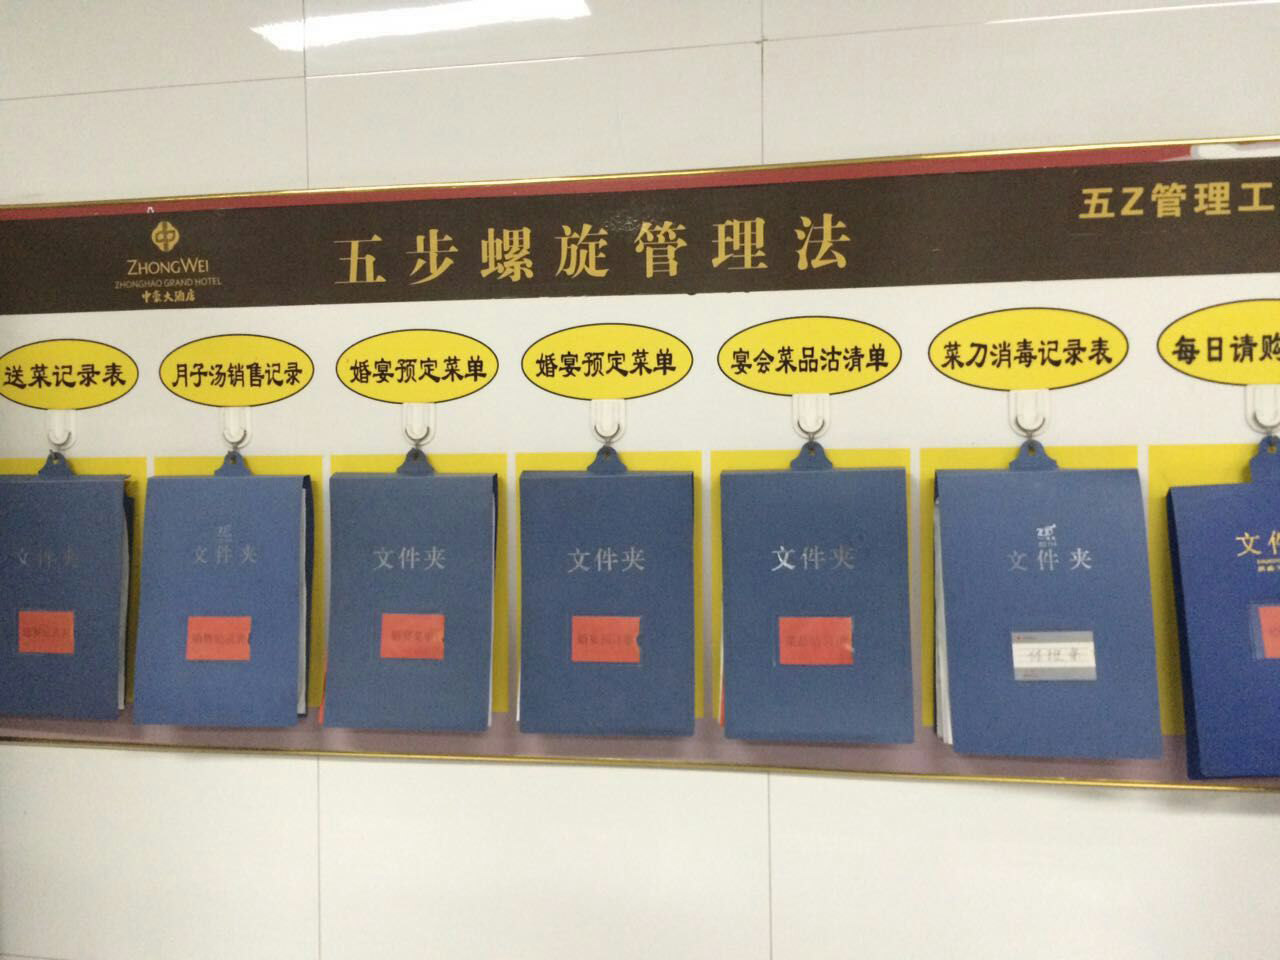 五Z管理工
五步螺旋管理法
ZHONGWEI
ZHONGHAO GRAND HOTEL
中豪大酒店
送菜记录表
月子汤销售记录
婚宴预定菜单
婚宴预定菜单
宴会菜品沽清单
菜刀消毒记录表
每日请购
文件夹
文件夹
文件夹
文件夹
文件夹
文件夹
文件